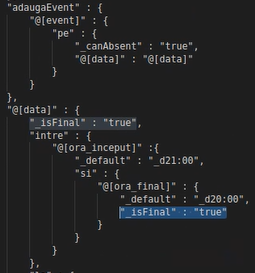 "adaugaEvent"
"@[event]" : {
"pe" : {
"_canAbsent" : "true",
"@[data]" : "@[data]"
}
}
},
"@[data]" : {
"_isFinal" : "true",
"intre" : {
"@[ora_inceput]" :{
"_default" : "_d21:00",
"si" : {
"@[ora_final]" : {
"_default" : "_d20:00",
"_isFinal" : "true"
}
}
},